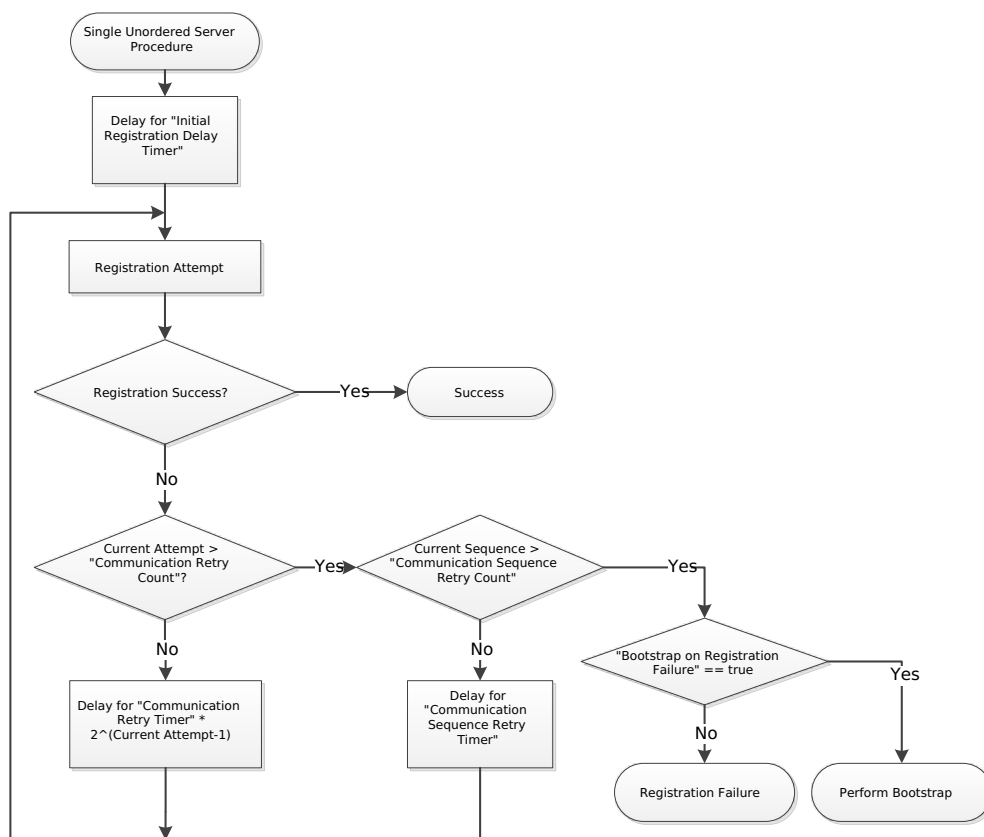 Single Unordered Server
Procedure
Delay for "Initial
Registration Delay
Timer"
Registration Attempt
Registration Success?
Yes
Success
No
Current Attempt >
"Communication Retry
Count"?
Yes
Current Sequence >
"Communication Sequence
Retry Count"
Yes
No
No
"Bootstrap on Registration
Failure" == true
Yes
No
Delay for "Communication
Retry Timer" *
2^(Current Attempt-1)
Delay for
"Communication
Sequence Retry
Timer"
Registration Failure
Perform Bootstrap